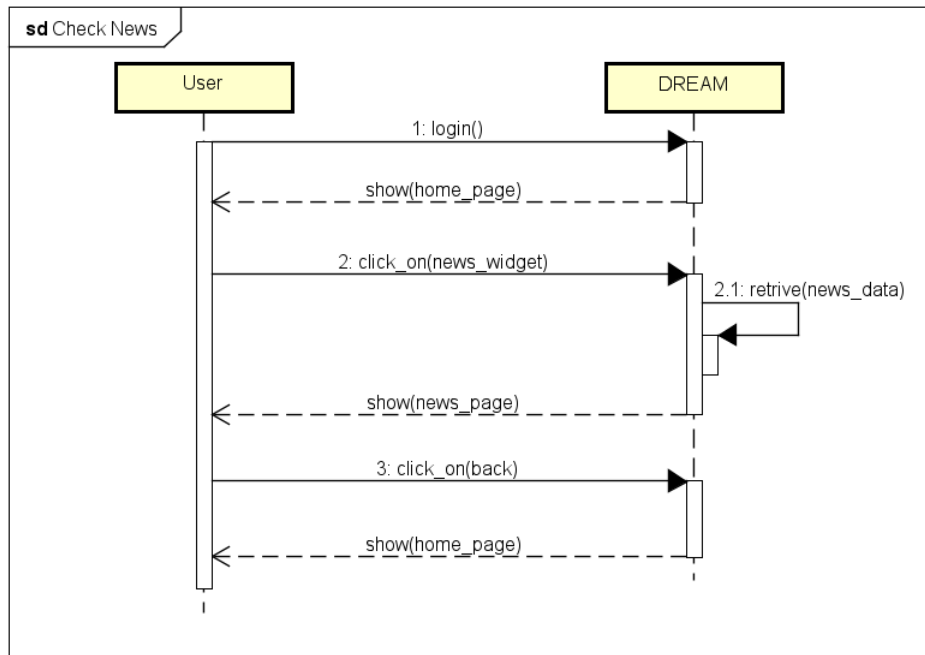 sd Check News
User
DREAM
1: login()
show(home_page)
2: click_on(news_widget)
2.1: retrive(news_data)
show(news_page)
3: click_on(back)
show(home_page)